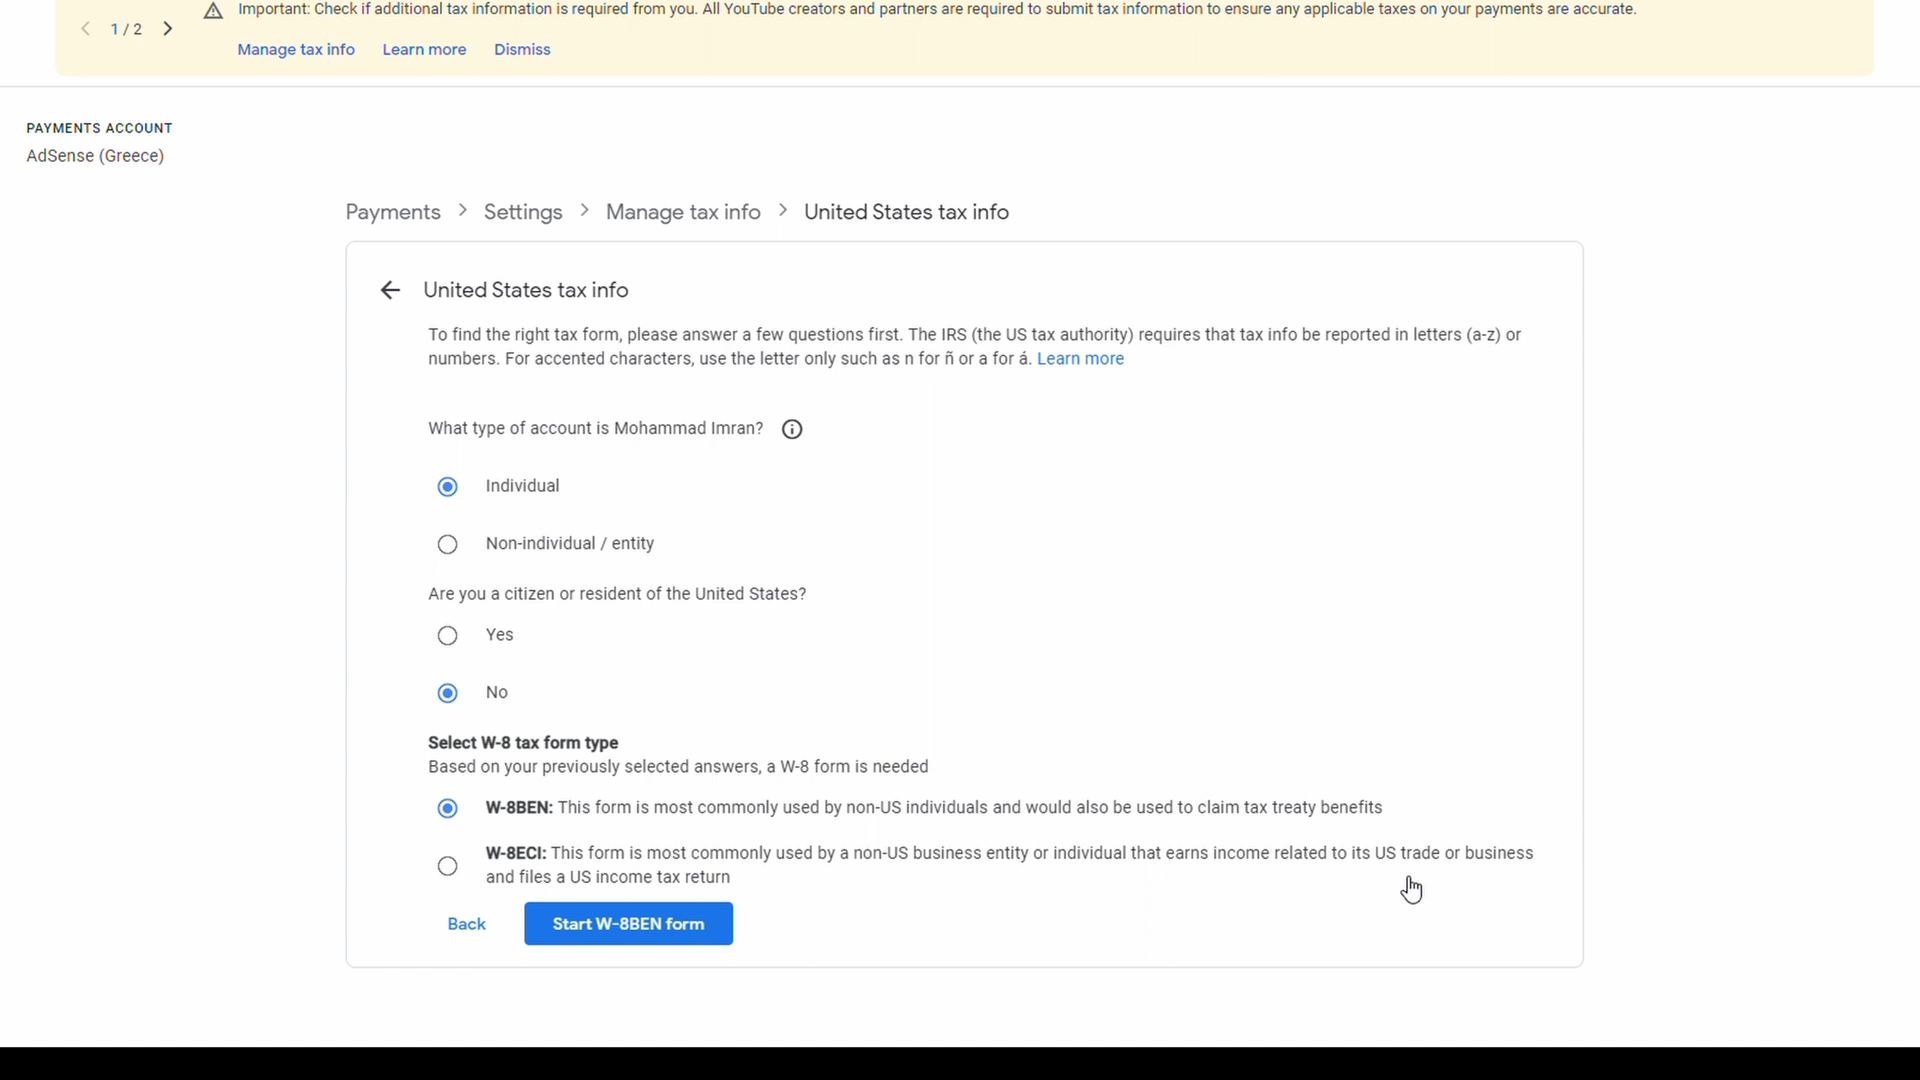 Important: Check if additional tax information is required from you. All YouTube creators and partners are required to submit tax information to ensure any applicable taxes on your payments are accurate.
1 / 2
Manage tax info Learn more Dismiss
PAYMENTS ACCOUNT
AdSense (Greece)
Payments > Settings > Manage tax info > United States tax info
United States tax info
To find the right tax form, please answer a few questions first. The IRS (the US tax authority) requires that tax info be reported in letters (a-z) or
numbers. For accented characters, use the letter only such as n for ñ or a for á. Learn more
What type of account is Mohammad Imran?
Individual
Non-individual / entity
Are you a citizen or resident of the United States?
Yes
No
Select W-8 tax form type
Based on your previously selected answers, a W-8 form is needed
W-8BEN: This form is most commonly used by non-US individuals and would also be used to claim tax treaty benefits
W-8ECI: This form is most commonly used by a non-US business entity or individual that earns income related to its US trade or business
and files a US income tax return
Back Start W-8BEN form